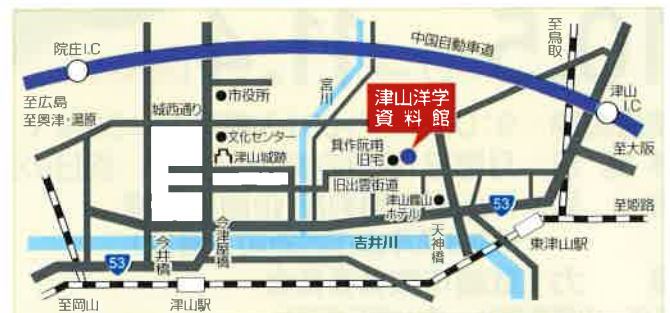 院庄I.C
中国自動車道
至鳥取
至広島
至奥津・湯原
城西通り
市役所
宮川
津山洋学
資料館
津山
I.C
文化センター
津山城跡
箕作阮甫
旧宅
至大阪
旧出雲街道
津山鶴山
ホテル
53
至姫路
今井橋
今津屋橋
吉井川
天神橋
東津山駅
53
至岡山
津山駅